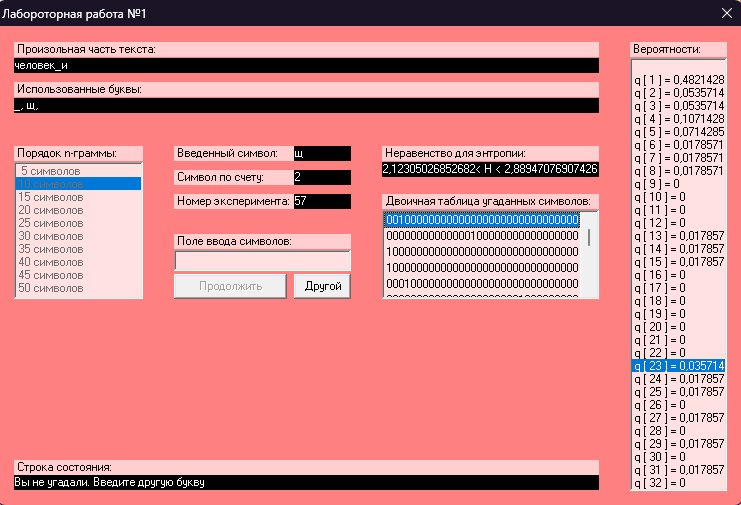 Лабороторная работа №1
Произольная часть текста:
человек_и
Использованные буквы:
_, щ,
Порядок n-граммы:
5 символов
10 символов
15 символов
20 символов
25 символов
30 символов
35 символов
40 символов
45 символов
50 символов
Введенный символ: щ
Символ по счету: 2
Номер эксперимента: 57
Поле ввода символов:
Продолжить
Другой
Неравенство для энтропии:
2,12305026852682< H < 2,88947076907426
Двоичная таблица угаданных символов:
00100000000000000000000000000000
00000000000000100000000000000000
10000000000000000000000000000000
10000000000000000000000000000000
00010000000000000000000000000000
Строка состояния:
Вы не угадали. Введите другую букву
Вероятности:
q [ 1 ] = 0,4821428
q [ 2 ] = 0,0535714
q [ 3 ] = 0,0535714
q [ 4 ] = 0,1071428
q [ 5 ] = 0,0714285
q [ 6 ] = 0,0178571
q [ 7 ] = 0,0178571
q [ 8 ] = 0,0178571
q [ 9 ] = 0
q [ 10 ] = 0
q [ 11 ] = 0
q [ 12 ] = 0
q [ 13 ] = 0,017857
q [ 14 ] = 0,017857
q [ 15 ] = 0,017857
q [ 16 ] = 0
q [ 17 ] = 0
q [ 18 ] = 0
q [ 19 ] = 0
q [ 20 ] = 0
q [ 21 ] = 0
q [ 22 ] = 0
q [ 23 ] = 0,035714
q [ 24 ] = 0,017857
q [ 25 ] = 0,017857
q [ 26 ] = 0
q [ 27 ] = 0,017857
q [ 28 ] = 0
q [ 29 ] = 0,017857
q [ 30 ] = 0
q [ 31 ] = 0,017857
q [ 32 ] = 0